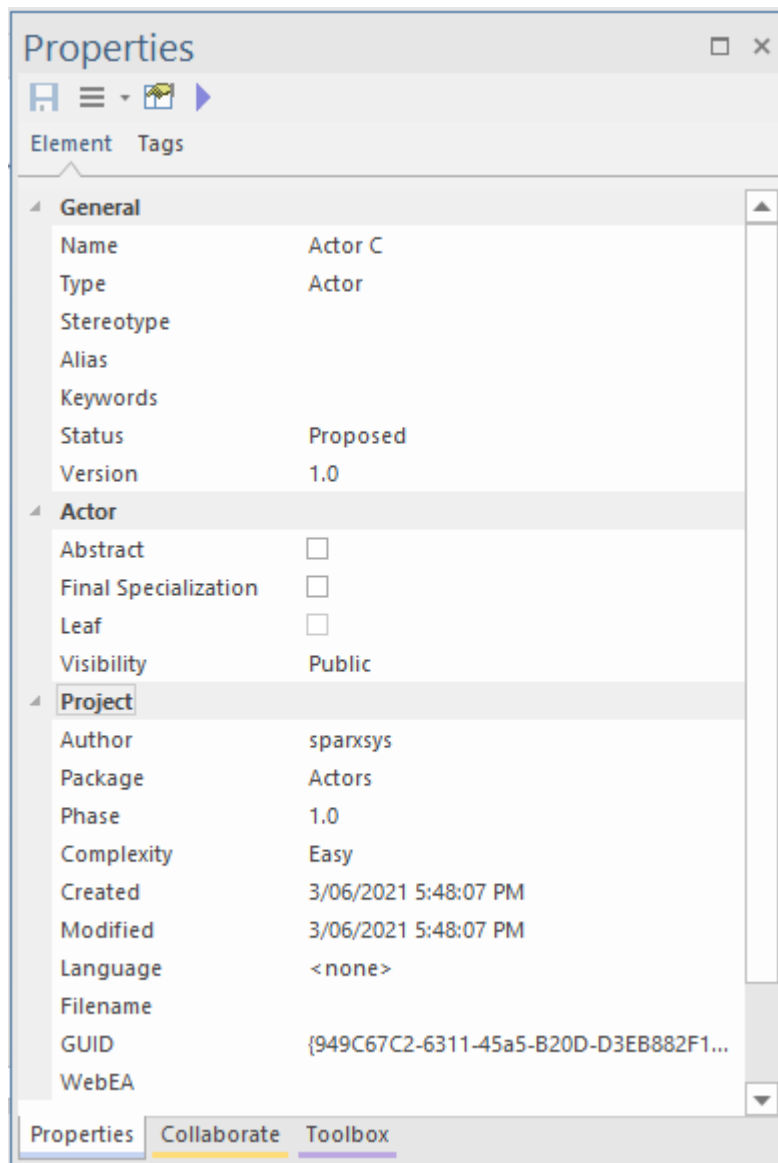 Properties
Element Tags
General
Name Actor C
Type Actor
Stereotype
Alias
Keywords
Status Proposed
Version 1.0
Actor
Abstract
Final Specialization
Leaf
Visibility Public
Project
Author sparxsys
Package Actors
Phase 1.0
Complexity Easy
Created 3/06/2021 5:48:07 PM
Modified 3/06/2021 5:48:07 PM
Language <none>
Filename
GUID {949C67C2-6311-45a5-B20D-D3EB882F1...
WebEA
Properties Collaborate Toolbox